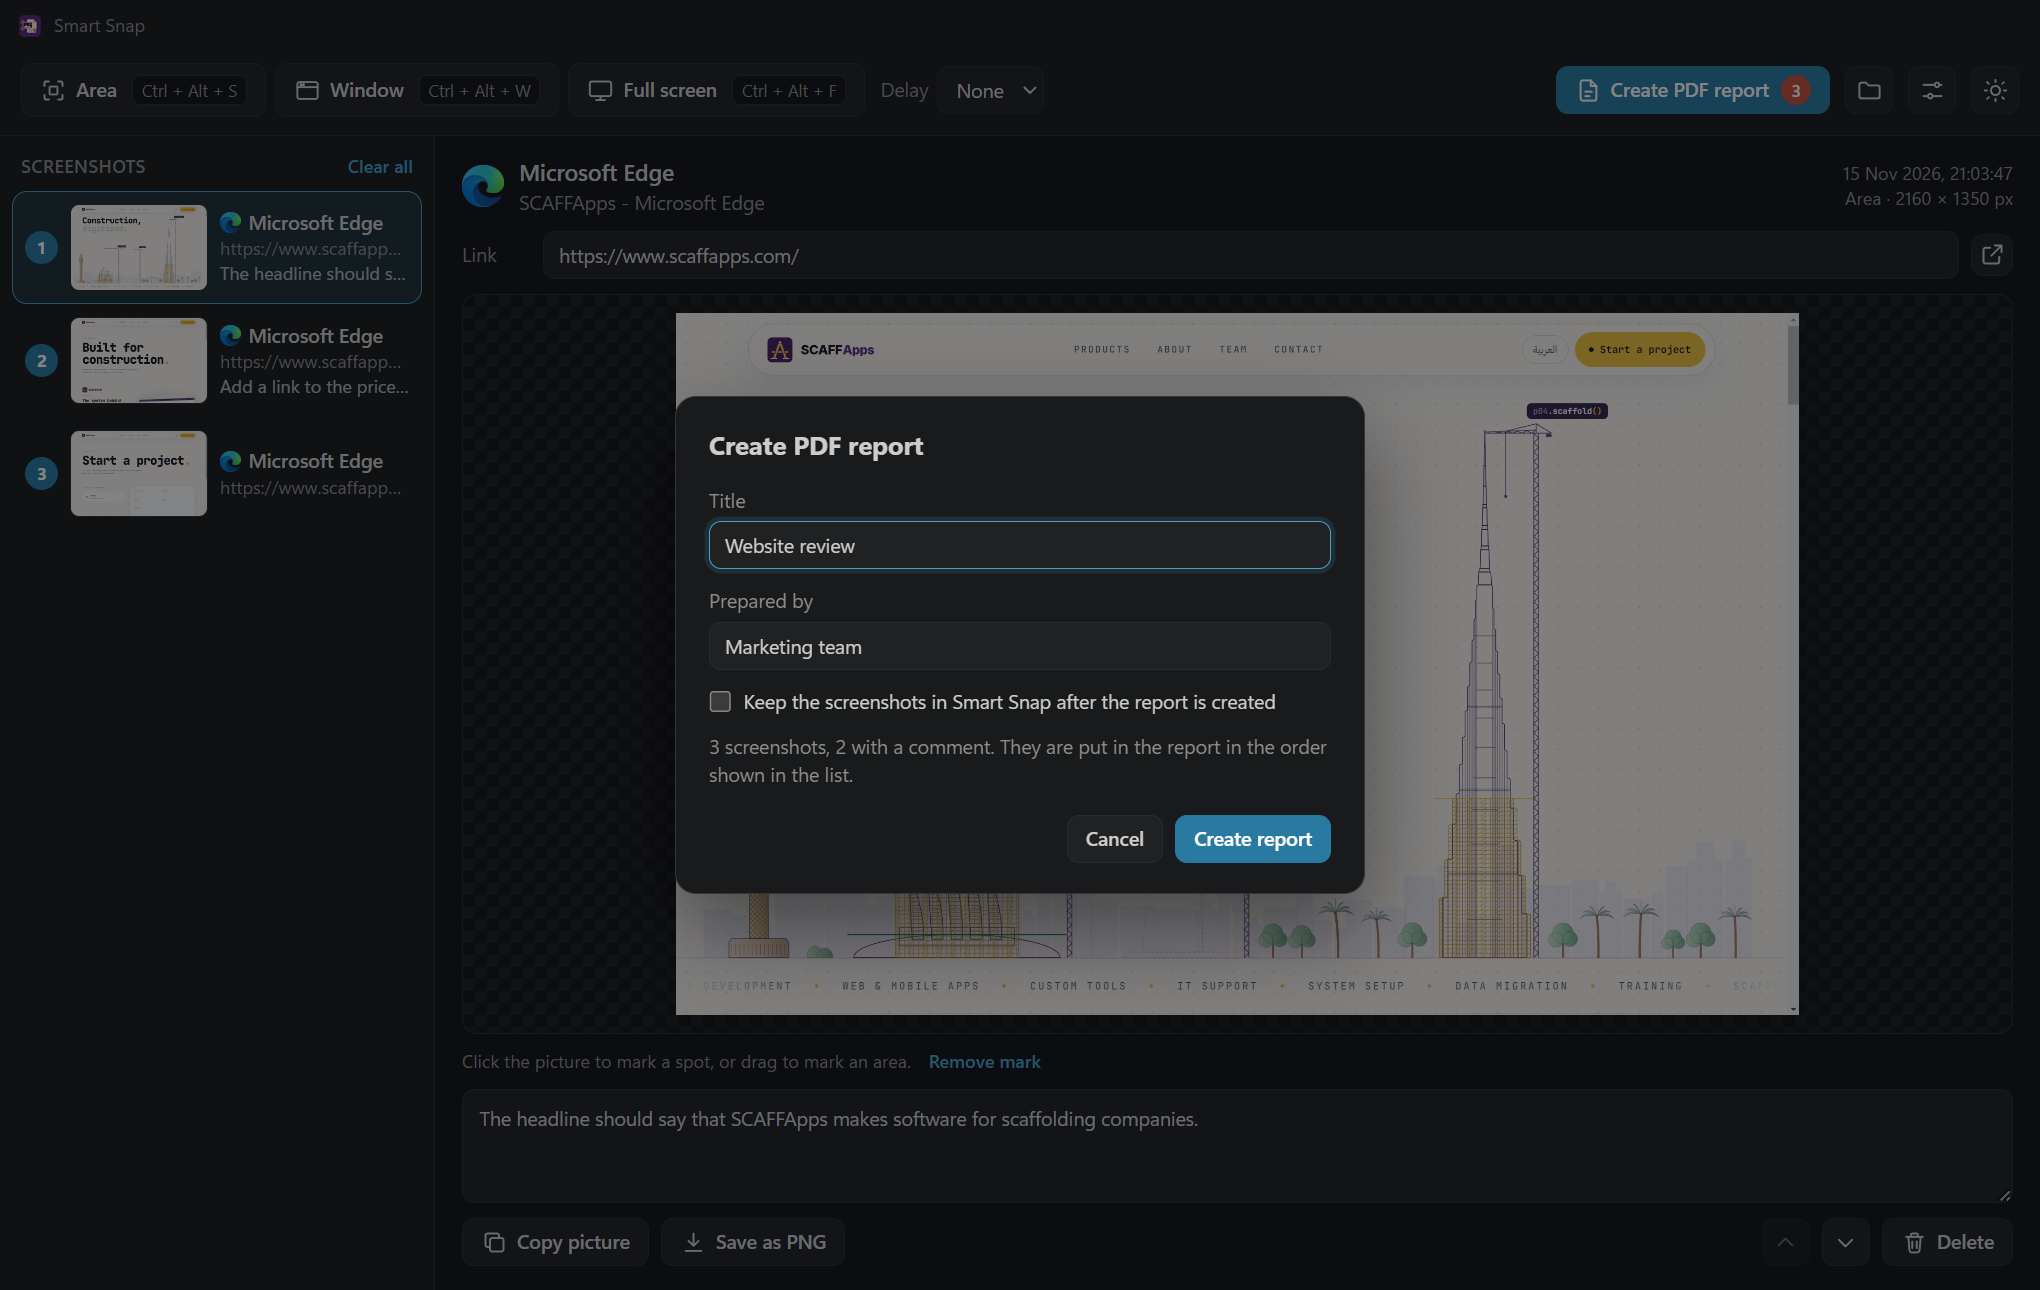 Smart Snap
Area Ctrl + Alt + S
Window Ctrl + Alt + W
Full screen Ctrl + Alt + F
Delay None
Create PDF report 3
SCREENSHOTS Clear all
1
Construction,
digitised.
Microsoft Edge
https://www.scaffapp...
The headline should s...
2
Built for
construction.
Microsoft Edge
https://www.scaffapp...
Add a link to the price...
3
Start a project.
Microsoft Edge
https://www.scaffapp...
Microsoft Edge
SCAFFApps - Microsoft Edge
15 Nov 2026, 21:03:47
Area · 2160 × 1350 px
Link https://www.scaffapps.com/
SCAFFApps PRODUCTS ABOUT TEAM CONTACT العربية Start a project
p04.scaffold()
Create PDF report
Title
Website review
Prepared by
Marketing team
Keep the screenshots in Smart Snap after the report is created
3 screenshots, 2 with a comment. They are put in the report in the order
shown in the list.
Cancel Create report
DEVELOPMENT WEB & MOBILE APPS CUSTOM TOOLS IT SUPPORT SYSTEM SETUP DATA MIGRATION TRAINING
Click the picture to mark a spot, or drag to mark an area. Remove mark
The headline should say that SCAFFApps makes software for scaffolding companies.
Copy picture Save as PNG Delete